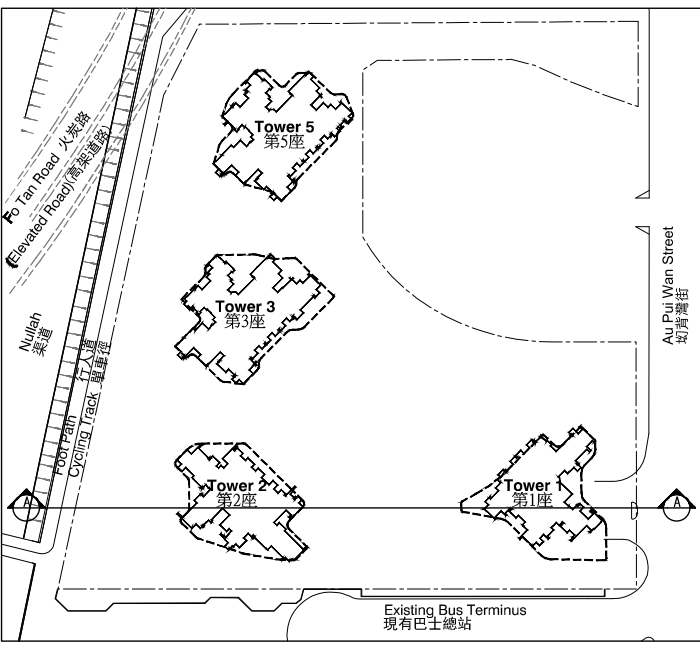 Tower 5
第5座
Fo Tan Road 火炭路
(Elevated Road)(高架道路)
Tower 3
第3座
Au Pui Wan Street
坳背灣街
Nullah
渠道
Foot Path 行人道
Cycling Track 單車徑
Tower 2
第2座
Tower 1
第1座
A
A
Existing Bus Terminus
現有巴士總站